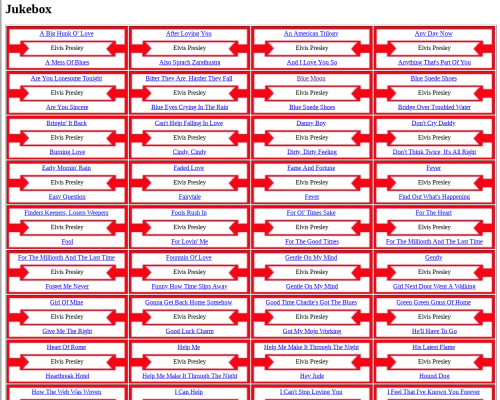 Jukebox
A Big Hunk O' Love After Loving You An American Trilogy Any Day Now
Elvis Presley Elvis Presley Elvis Presley Elvis Presley
A Mess Of Blues Also Sprach Zarathustra And I Love You So Anything That's Part Of You
Are You Lonesome Tonight Bitter They Are, Harder They Fall Blue Moon Blue Suede Shoes
Elvis Presley Elvis Presley Elvis Presley Elvis Presley
Are You Sincere Blue Eyes Crying In The Rain Blue Suede Shoes Bridge Over Troubled Water
Bringin' It Back Can't Help Falling In Love Danny Boy Don't Cry Daddy
Elvis Presley Elvis Presley Elvis Presley Elvis Presley
Burning Love Cindy, Cindy Dirty, Dirty Feeling Don't Think Twice, It's All Right
Early Mornin' Rain Faded Love Fame And Fortune Fever
Elvis Presley Elvis Presley Elvis Presley Elvis Presley
Easy Question Fairytale Fever Find Out What's Happening
Finders Keepers, Losers Weepers Fools Rush In For Ol' Times Sake For The Heart
Elvis Presley Elvis Presley Elvis Presley Elvis Presley
Fool For Lovin' Me For The Good Times For The Millionth And The Last Time
For The Millionth And The Last Time Fountain Of Love Gentle On My Mind Gently
Elvis Presley Elvis Presley Elvis Presley Elvis Presley
Forget Me Never Funny How Time Slips Away Gentle On My Mind Girl Next Door Went A Walking
Girl Of Mine Gonna Get Back Home Somehow Good Time Charlie's Got The Blues Green Green Grass Of Home
Elvis Presley Elvis Presley Elvis Presley Elvis Presley
Give Me The Right Good Luck Charm Got My Mojo Working He'll Have To Go
Heart Of Rome Help Me Help Me Make It Through The Night His Latest Flame
Elvis Presley Elvis Presley Elvis Presley Elvis Presley
Heartbreak Hotel Help Me Make It Through The Night Hey Jude Hound Dog
How The Web Was Woven I Can Help I Can't Stop Loving You I Feel That I've Known You Forever